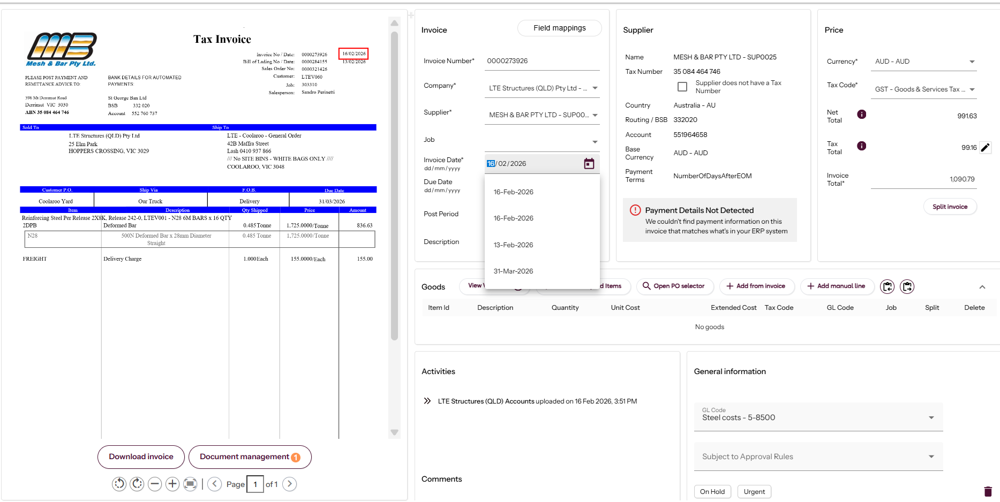 Tax Invoice
Mesh & Bar Pty Ltd.
Invoice No / Date: 0000273926 16/02/2026
Bill of Lading No / Date: 0000284155 13/02/2026
Sales Order No: 0000321426
Customer: LTEV060
Job: 303310
Salesperson: Sandro Perinetti
PLEASE POST PAYMENT AND
REMITTANCE ADVICE TO:
396 Mt Derrimut Road
Derrimut VIC 3030
ABN 35 084 464 746
BANK DETAILS FOR AUTOMATED
PAYMENTS:
St George Ban Ltd
BSB 332 020
Account 552 760 737
Sold To Ship To
LTE Structures (QLD) Pty Ltd
25 Elm Park
HOPPERS CROSSING, VIC 3029
LTE - Coolaroo - General Order
42B Maffra Street
Lash 0410 937 866
/// No SITE BINS - WHITE BAGS ONLY ////
COOLAROO, VIC 3048
Customer P.O. Ship Via F.O.B. Due Date
Coolaroo Yard Our Truck Delivery 31/03/2026
Item Description Qty Shipped Price Amount
Reinforcing Steel Per Release 2X8K, Release 242-0, LTEV001 - N28 6M BARS x 16 QTY
2DPB Deformed Bar 0.485 Tonne 1,725.0000/Tonne 836.63
N28 500N Deformed Bar x 28mm Diameter 0.485 Tonne 1,725.0000/Tonne
Straight
FREIGHT Delivery Charge 1.000 Each 155.0000/Each 155.00
Download invoice
Document management 1
Page 1 of 1
Invoice
Field mappings
Invoice Number* 0000273926
Company* LTE Structures (QLD) Pty Ltd - ...
Supplier* MESH & BAR PTY LTD - SUP00...
Job
Invoice Date* 16/02/2026
dd/mm/yyyy
Due Date
dd/mm/yyyy
16-Feb-2026
16-Feb-2026
13-Feb-2026
31-Mar-2026
Post Period
Description
Supplier
Name MESH & BAR PTY LTD - SUP0025
Tax Number 35 084 464 746
Supplier does not have a Tax
Number
Country Australia - AU
Routing / BSB 332020
Account 551964658
Base
Currency AUD - AUD
Payment
Terms NumberOfDaysAfterEOM
Payment Details Not Detected
We couldn't find payment information on this
invoice that matches what's in your ERP system
Price
Currency* AUD - AUD
Tax Code* GST - Goods & Services Tax ...
Net
Total 991.63
Tax
Total 99.16
Invoice
Total* 1,090.79
Split invoice
Goods
View
d Items
Open PO selector
Add from invoice
Add manual line
Item Id Description Quantity Unit Cost Extended Cost Tax Code GL Code Job Split Delete
No goods
Activities
LTE Structures (QLD) Accounts uploaded on 16 Feb 2026, 3:51 PM
Comments
General information
GL Code
Steel costs - 5-8500
Subject to Approval Rules
On Hold
Urgent